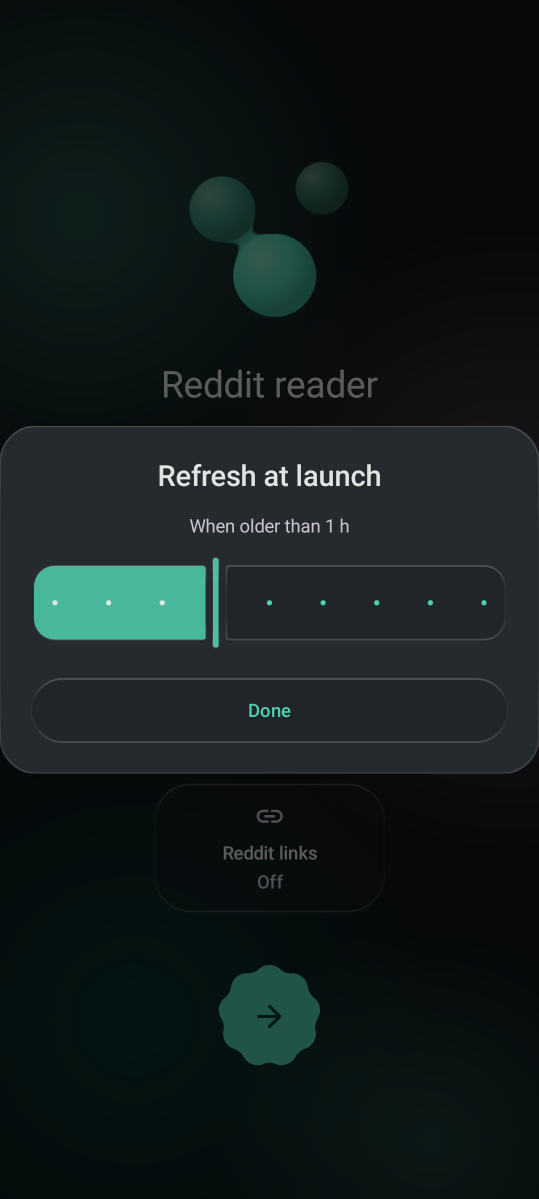 Reddit reader
Refresh at launch
When older than 1 h
Done
Reddit links
Off